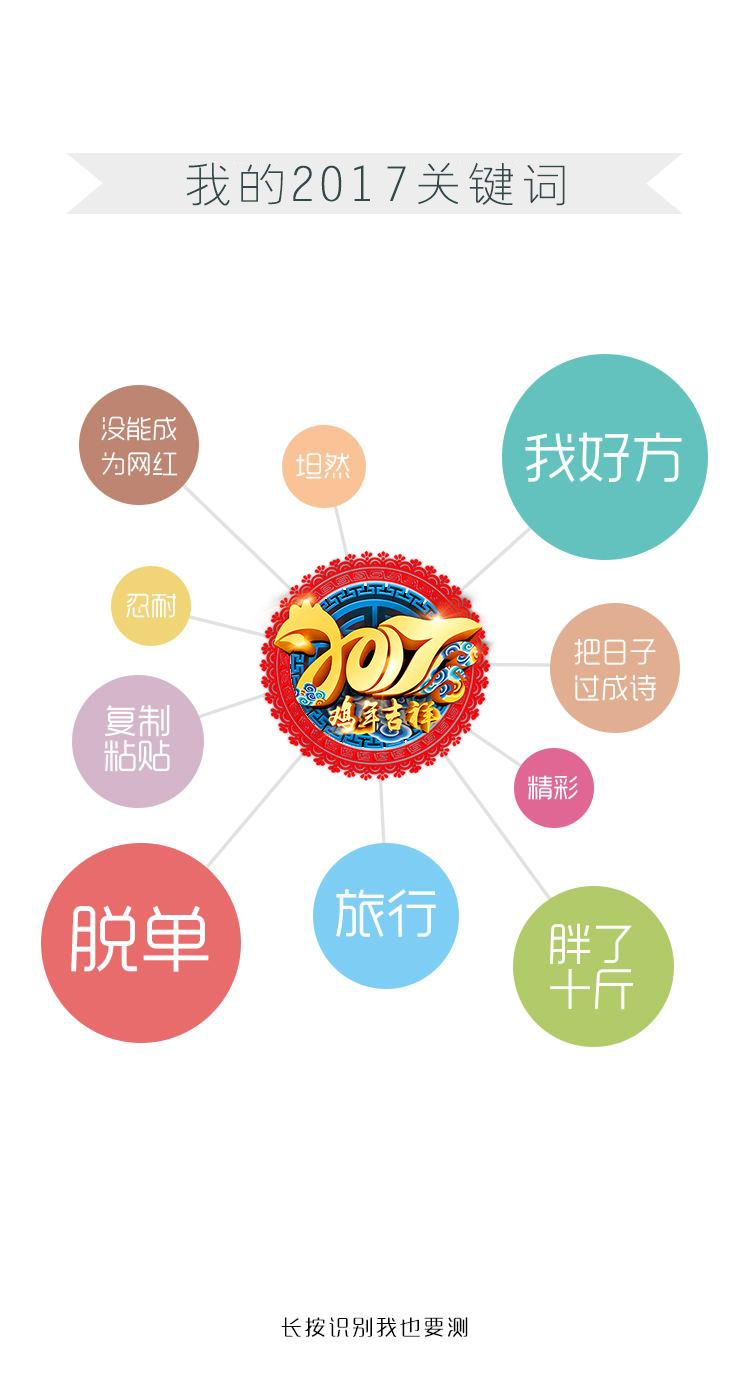 我的2017关键词
没能成
为网红
坦然
我好方
忍耐
2017
鸡年吉祥
把日子
过成诗
复制
粘贴
精彩
脱单
旅行
胖了
十斤
长按识别我也要测